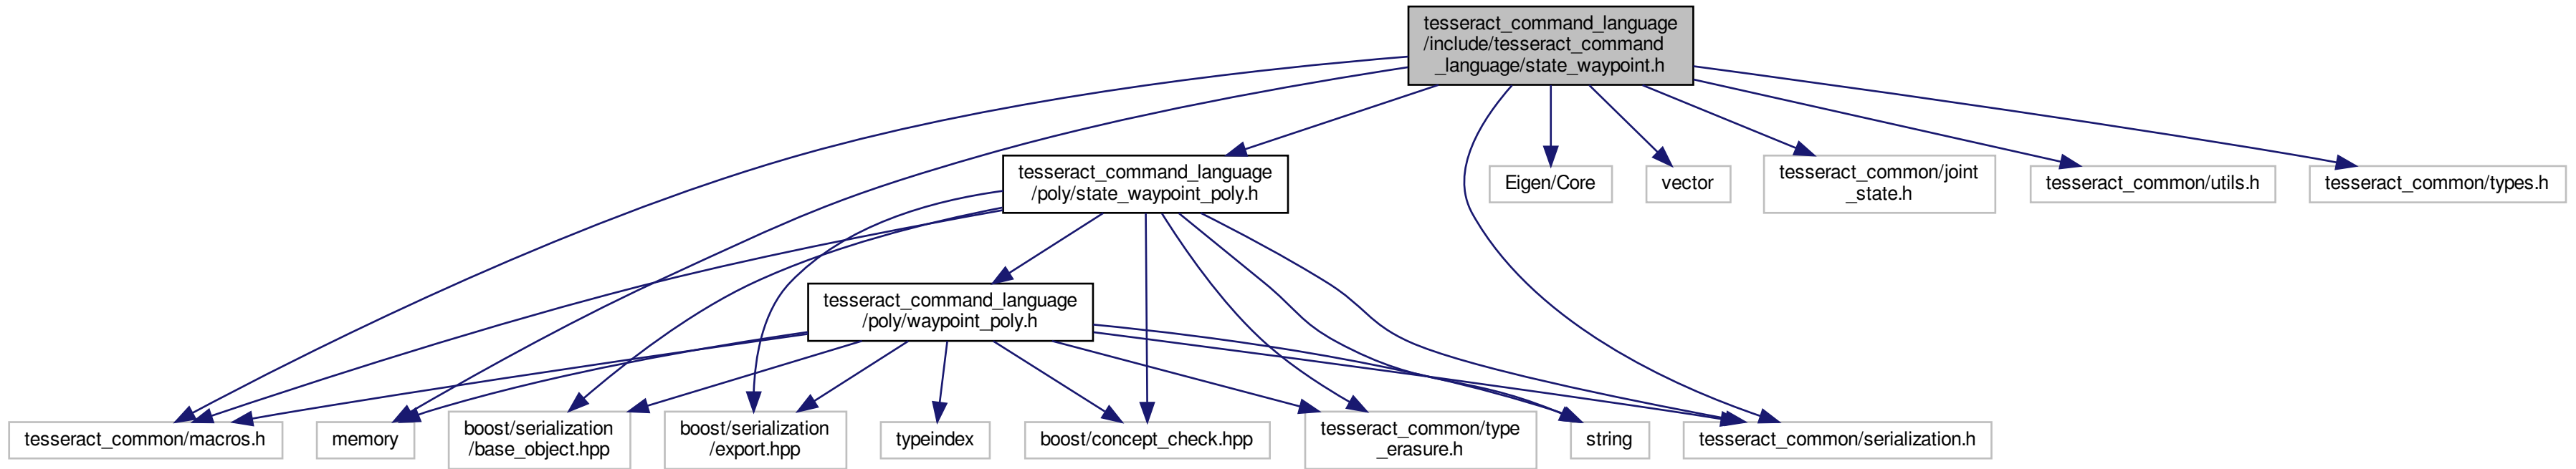 tesseract_command_language
/include/tesseract_command
_language/state_waypoint.h
tesseract_command_language
/poly/state_waypoint_poly.h
Eigen/Core
vector
tesseract_common/joint
_state.h
tesseract_common/utils.h
tesseract_common/types.h
tesseract_command_language
/poly/waypoint_poly.h
tesseract_common/macros.h
memory
boost/serialization
/base_object.hpp
boost/serialization
/export.hpp
typeindex
boost/concept_check.hpp
tesseract_common/type
_erasure.h
string
tesseract_common/serialization.h